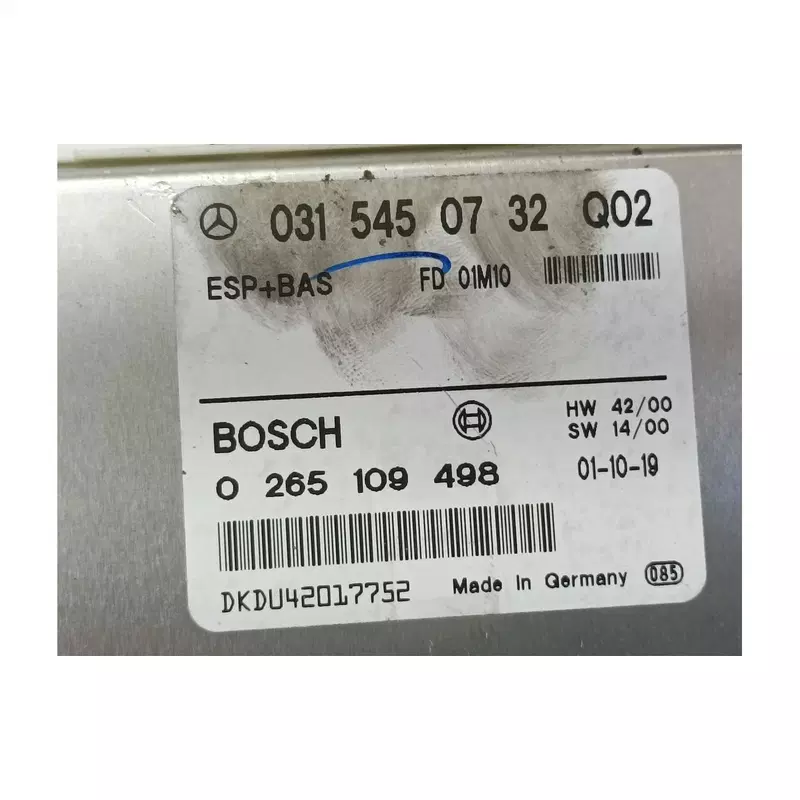 031 545 07 32 Q02
ESP+BAS FD 01M10
BOSCH HW 42/00
SW 14/00
0 265 109 498 01-10-19
DKDU42017752 Made In Germany 085